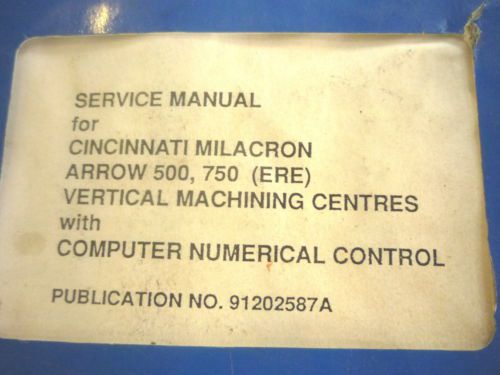 SERVICE MANUAL
for
CINCINNATI MILACRON
ARROW 500, 750 (ERE)
VERTICAL MACHINING CENTRES
with
COMPUTER NUMERICAL CONTROL
PUBLICATION NO. 91202587A